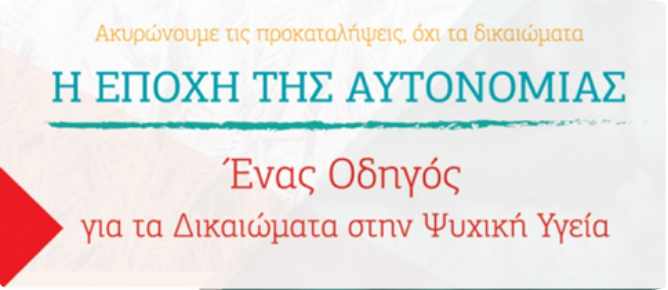 Ακυρώνουμε τις προκαταλήψεις, όχι τα δικαιώματα
Η ΕΠΟΧΗ ΤΗΣ ΑΥΤΟΝΟΜΙΑΣ
Ένας Οδηγός
για τα Δικαιώματα στην Ψυχική Υγεία